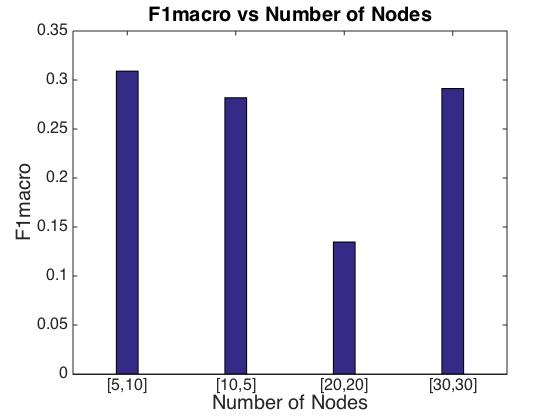 F1macro vs Number of Nodes
0.35
0.3
0.25
0.2
0.15
0.1
0.05
0
F1macro
[5,10] [10,5] [20,20] [30,30]
Number of Nodes